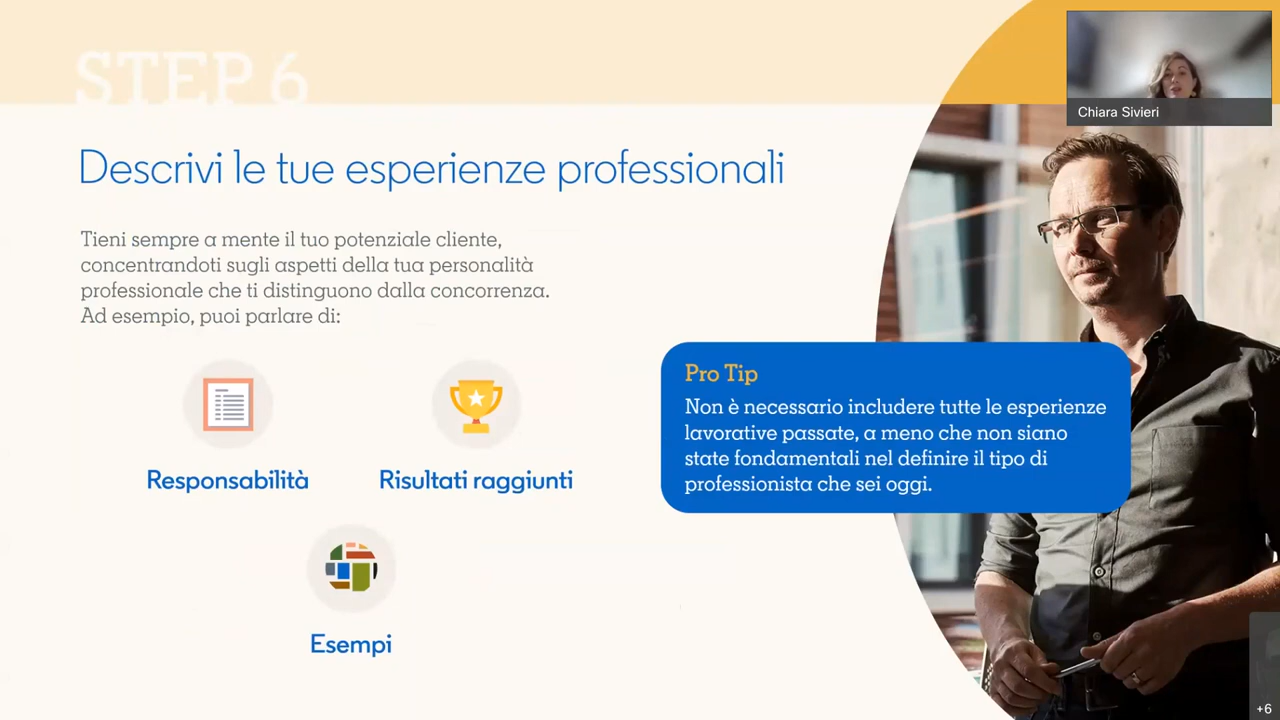 STEP 6
Chiara Sivieri
Descrivi le tue esperienze professionali
Tieni sempre a mente il tuo potenziale cliente,
concentrandoti sugli aspetti della tua personalità
professionale che ti distinguono dalla concorrenza.
Ad esempio, puoi parlare di:
Responsabilità
Risultati raggiunti
Esempi
Pro Tip
Non è necessario includere tutte le esperienze
lavorative passate, a meno che non siano
state fondamentali nel definire il tipo di
professionista che sei oggi.
+6